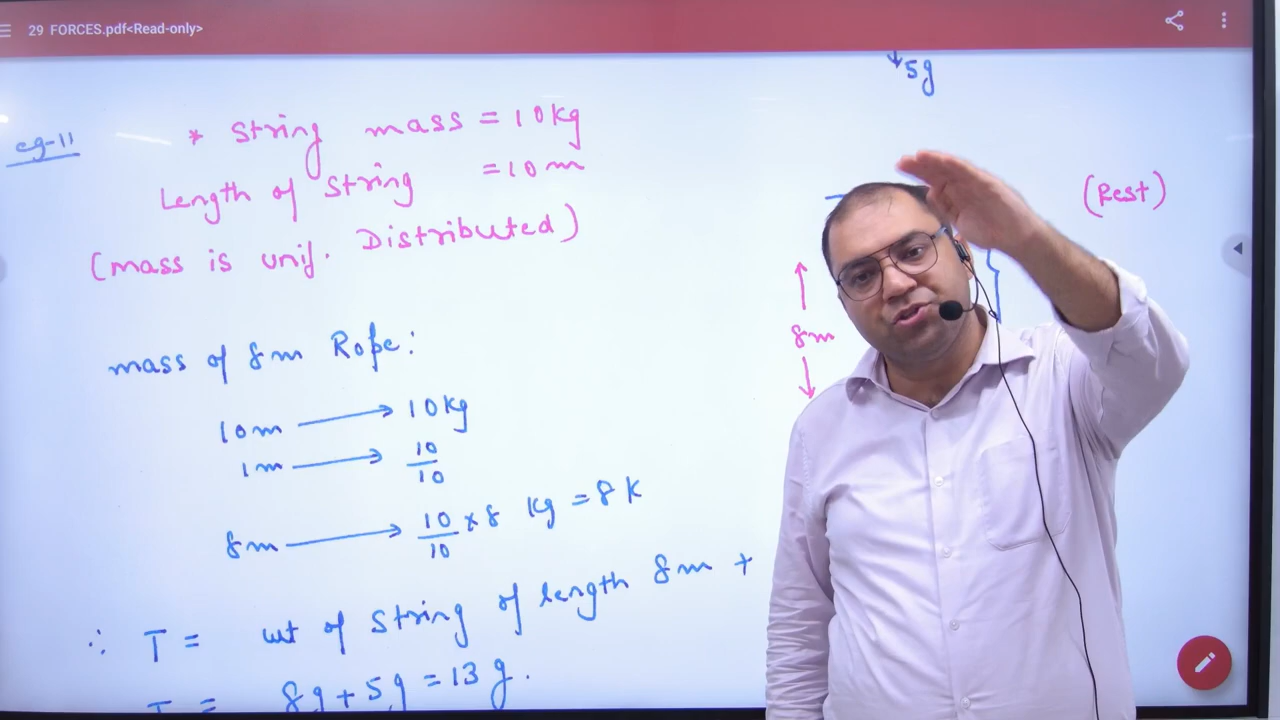 29 FORCES.pdf<Read-only>
5g
eg-11
* String mass = 10kg
Length of String = 10 m
(mass is unif. Distributed)
(Rest)
8m
mass of 8m Rope:
10m → 10kg
1m → 10/10
8m → 10/10 x 8 kg = 8 k
∴ T = wt of String of length 8m +
T = 8g + 5g = 13g.